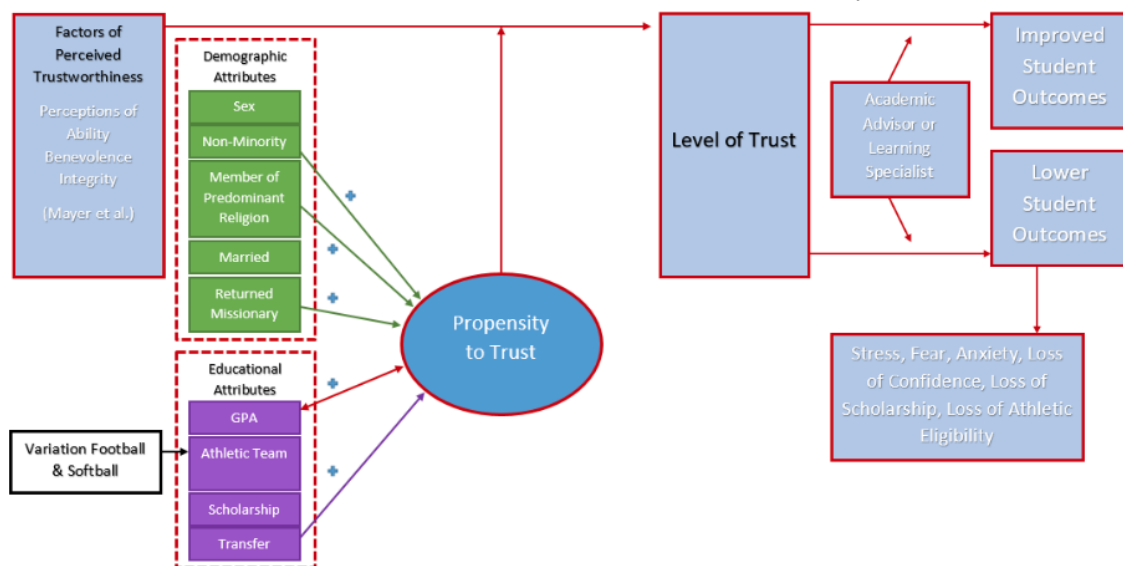 Factors of
Perceived
Trustworthiness
Perceptions of
Ability
Benevolence
Integrity
(Mayer et al.)
Demographic
Attributes
Sex
Non-Minority
Member of
Predominant
Religion
Married
Returned
Missionary
Educational
Attributes
GPA
Athletic Team
Scholarship
Transfer
Variation Football
& Softball
Propensity
to Trust
Level of Trust
Academic
Advisor or
Learning
Specialist
Improved
Student
Outcomes
Lower
Student
Outcomes
Stress, Fear, Anxiety, Loss
of Confidence, Loss of
Scholarship, Loss of Athletic
Eligibility